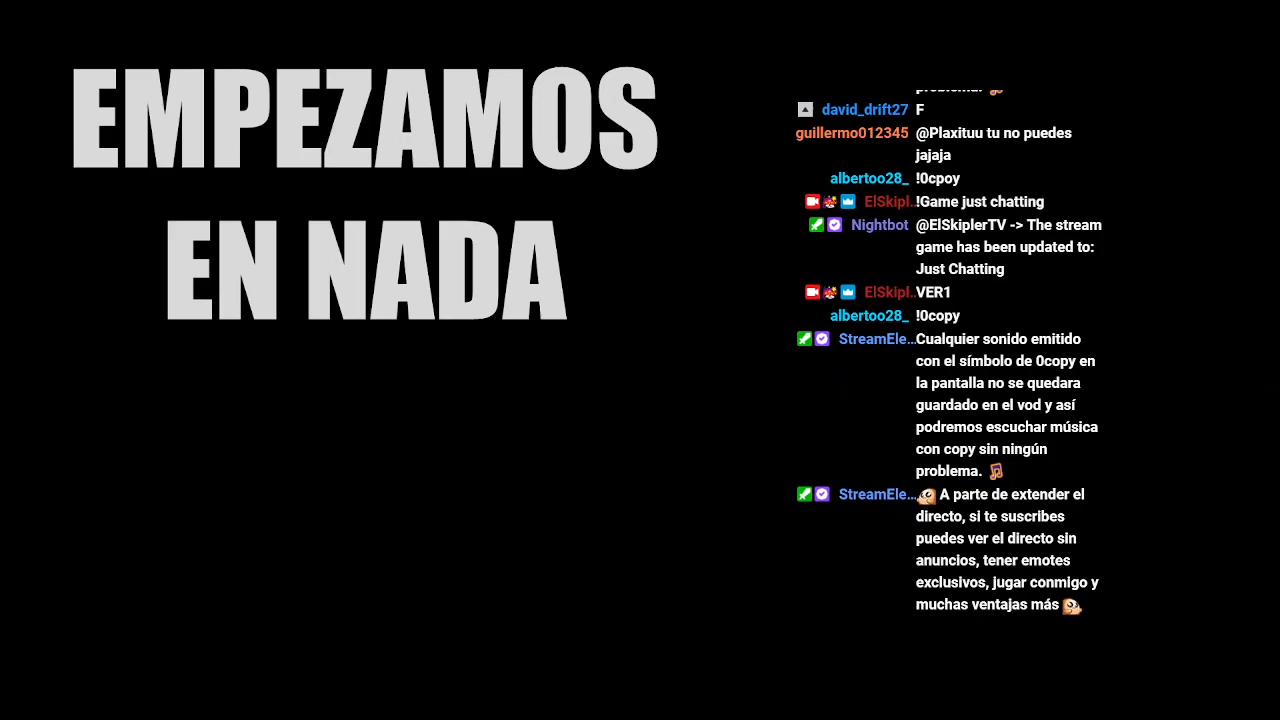 EMPEZAMOS
EN NADA
david_drift27 F
guillermo012345 @Plaxituu tu no puedes
jajaja
albertoo28_ !0cpoy
ElSkipl.. !Game just chatting
Nightbot @ElSkiplerTV -> The stream
game has been updated to:
Just Chatting
ElSkipl.. VER1
albertoo28_ !0copy
StreamEle... Cualquier sonido emitido
con el símbolo de 0copy en
la pantalla no se quedara
guardado en el vod y así
podremos escuchar música
con copy sin ningún
problema.
StreamEle... A parte de extender el
directo, si te suscribes
puedes ver el directo sin
anuncios, tener emotes
exclusivos, jugar conmigo y
muchas ventajas más